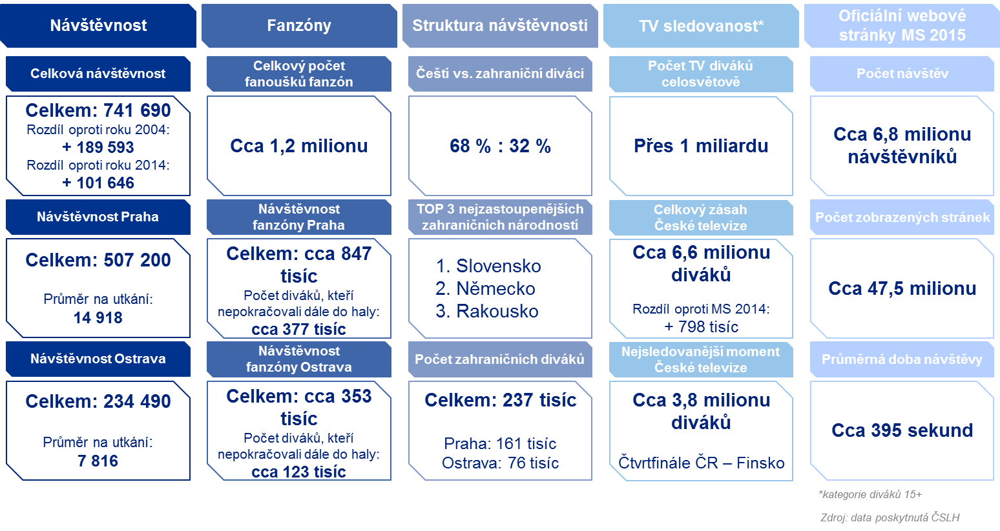 Návštěvnost
Celková návštěvnost
Celkem: 741 690
Rozdíl oproti roku 2004:
+ 189 593
Rozdíl oproti roku 2014:
+ 101 646
Návštěvnost Praha
Celkem: 507 200
Průměr na utkání:
14 918
Návštěvnost Ostrava
Celkem: 234 490
Průměr na utkání:
7 816
Fanzóny
Celkový počet
fanoušků fanzón
Cca 1,2 milionu
Návštěvnost
fanzóny Praha
Celkem: cca 847
tisíc
Počet diváků, kteří
nepokračovali dále do haly:
cca 377 tisíc
Návštěvnost
fanzóny Ostrava
Celkem: cca 353
tisíc
Počet diváků, kteří
nepokračovali dále do haly:
cca 123 tisíc
Struktura návštěvnosti
Čeští vs. zahraniční diváci
68 % : 32 %
TOP 3 nejzastoupenějších
zahraničních národností
1. Slovensko
2. Německo
3. Rakousko
Počet zahraničních diváků
Celkem: 237 tisíc
Praha: 161 tisíc
Ostrava: 76 tisíc
TV sledovanost*
Počet TV diváků
celosvětově
Přes 1 miliardu
Celkový zásah
České televize
Cca 6,6 milionu
diváků
Rozdíl oproti MS 2014:
+ 798 tisíc
Nejsledovanější moment
České televize
Cca 3,8 milionu
diváků
Čtvrtfinále ČR – Finsko
Oficiální webové
stránky MS 2015
Počet návštěv
Cca 6,8 milionu
návštěvníků
Počet zobrazených stránek
Cca 47,5 milionu
Průměrná doba návštěvy
Cca 395 sekund
*kategorie diváků 15+
Zdroj: data poskytnutá ČSLH